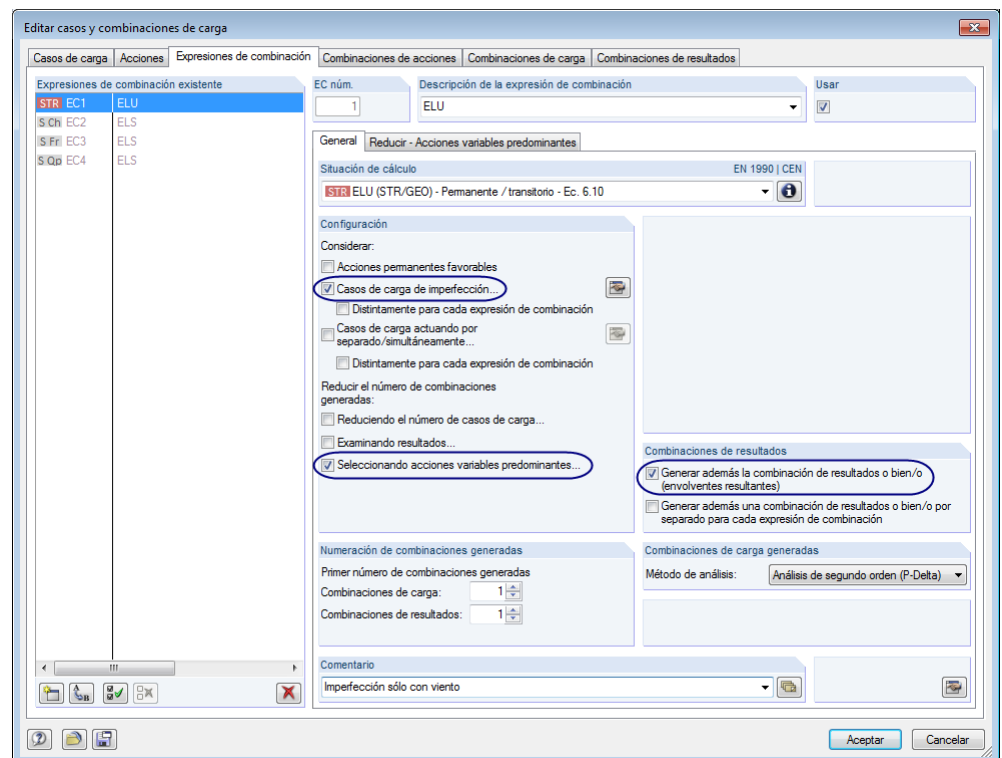 Editar casos y combinaciones de carga
Casos de carga Acciones Expresiones de combinación Combinaciones de acciones Combinaciones de carga Combinaciones de resultados
Expresiones de combinación existente
STR EC1 ELU
S Ch EC2 ELS
S Fr EC3 ELS
S Qp EC4 ELS
EC núm.
1
Descripción de la expresión de combinación
ELU
Usar
General Reducir - Acciones variables predominantes
Situación de cálculo EN 1990 | CEN
STR ELU (STR/GEO) - Permanente / transitorio - Ec. 6.10
Configuración
Considerar:
Acciones permanentes favorables
Casos de carga de imperfección...
Distintamente para cada expresión de combinación
Casos de carga actuando por
separado/simultáneamente...
Distintamente para cada expresión de combinación
Reducir el número de combinaciones
generadas:
Reduciendo el número de casos de carga...
Examinando resultados...
Seleccionando acciones variables predominantes...
Combinaciones de resultados
Generar además la combinación de resultados o bien/o
(envolventes resultantes)
Generar además una combinación de resultados o bien/o por
separado para cada expresión de combinación
Numeración de combinaciones generadas
Primer número de combinaciones generadas
Combinaciones de carga: 1
Combinaciones de resultados: 1
Combinaciones de carga generadas
Método de análisis: Análisis de segundo orden (P-Delta)
Comentario
Imperfección sólo con viento
Aceptar Cancelar